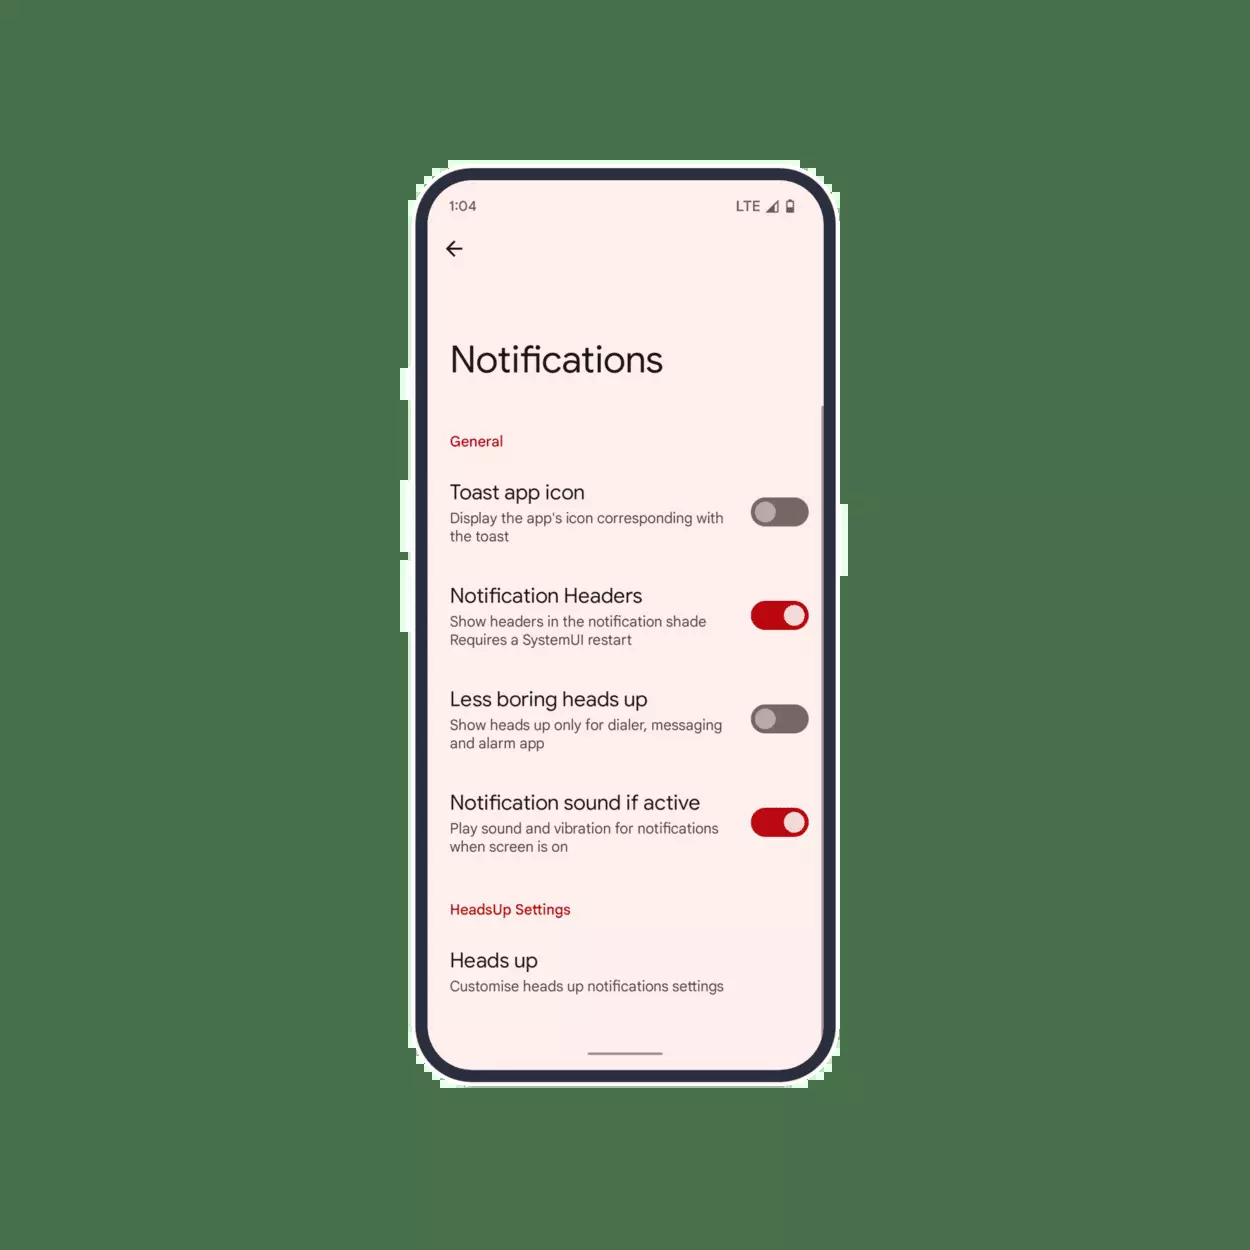 1:04
LTE
Notifications
General
Toast app icon
Display the app's icon corresponding with
the toast
Notification Headers
Show headers in the notification shade
Requires a SystemUI restart
Less boring heads up
Show heads up only for dialer, messaging
and alarm app
Notification sound if active
Play sound and vibration for notifications
when screen is on
HeadsUp Settings
Heads up
Customise heads up notifications settings